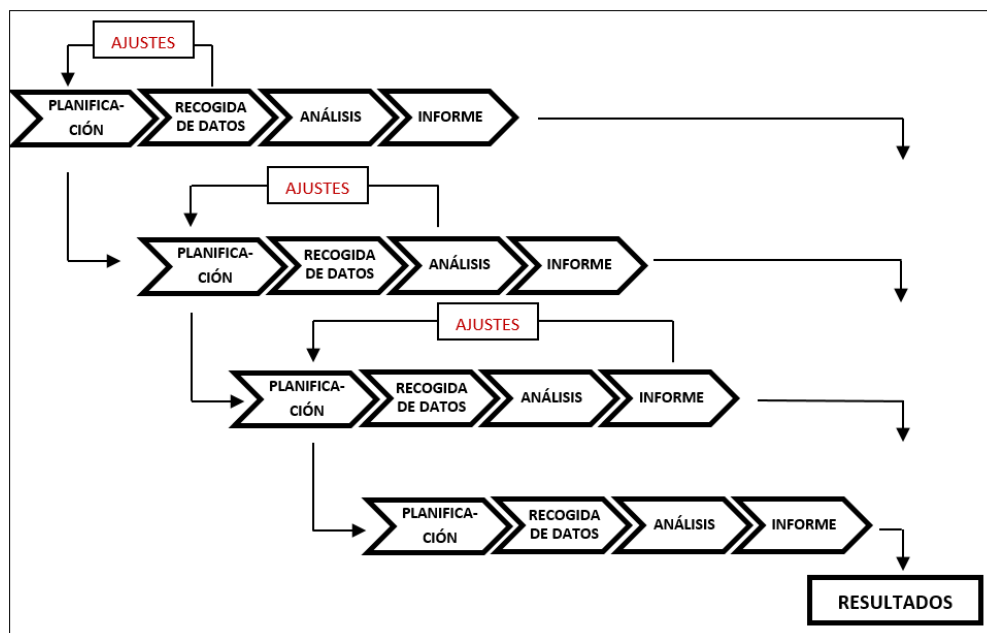 AJUSTES
PLANIFICA-
CIÓN
RECOGIDA
DE DATOS
ANÁLISIS
INFORME
AJUSTES
PLANIFICA-
CIÓN
RECOGIDA
DE DATOS
ANÁLISIS
INFORME
AJUSTES
PLANIFICA-
CIÓN
RECOGIDA
DE DATOS
ANÁLISIS
INFORME
PLANIFICA-
CIÓN
RECOGIDA
DE DATOS
ANÁLISIS
INFORME
RESULTADOS